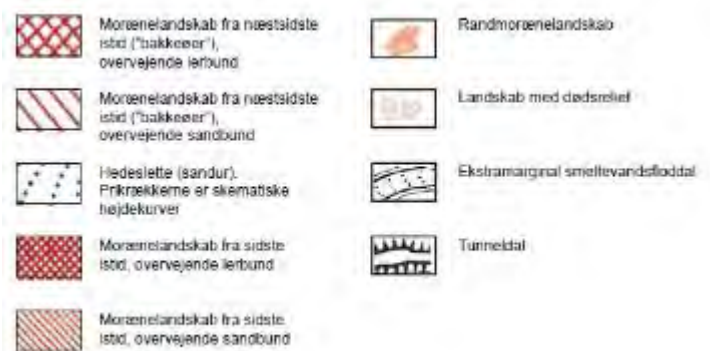 Morænelandskab fra næstsidste
istid ("bakkeøer"),
overvejende lerbund
Morænelandskab fra næstsidste
istid ("bakkeøer"),
overvejende sandbund
Hedeslette (sandur).
Prikrækkerne er skematiske
højdekurver
Morænelandskab fra sidste
istid, overvejende lerbund
Morænelandskab fra sidste
istid, overvejende sandbund
Randmorænelandskab
Landskab med dødsrelief
Ekstramarginal smeltevandsfloddal
Tunneldal